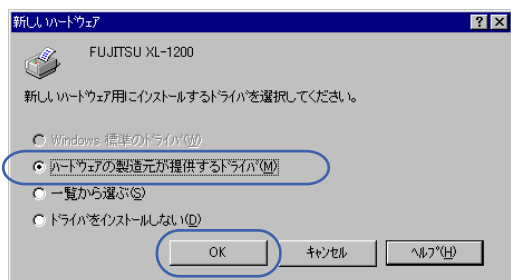 新しいﾊｰﾄﾞｳｪｱ
FUJITSU XL-1200
新しいﾊｰﾄﾞｳｪｱ用にｲﾝｽﾄｰﾙするﾄﾞﾗｲﾊﾞを選択してください。
Windows 標準のﾄﾞﾗｲﾊﾞ(W)
ﾊｰﾄﾞｳｪｱの製造元が提供するﾄﾞﾗｲﾊﾞ(M)
一覧から選ぶ(S)
ﾄﾞﾗｲﾊﾞをｲﾝｽﾄｰﾙしない(D)
OK ｷｬﾝｾﾙ ﾍﾙﾌﾟ(H)